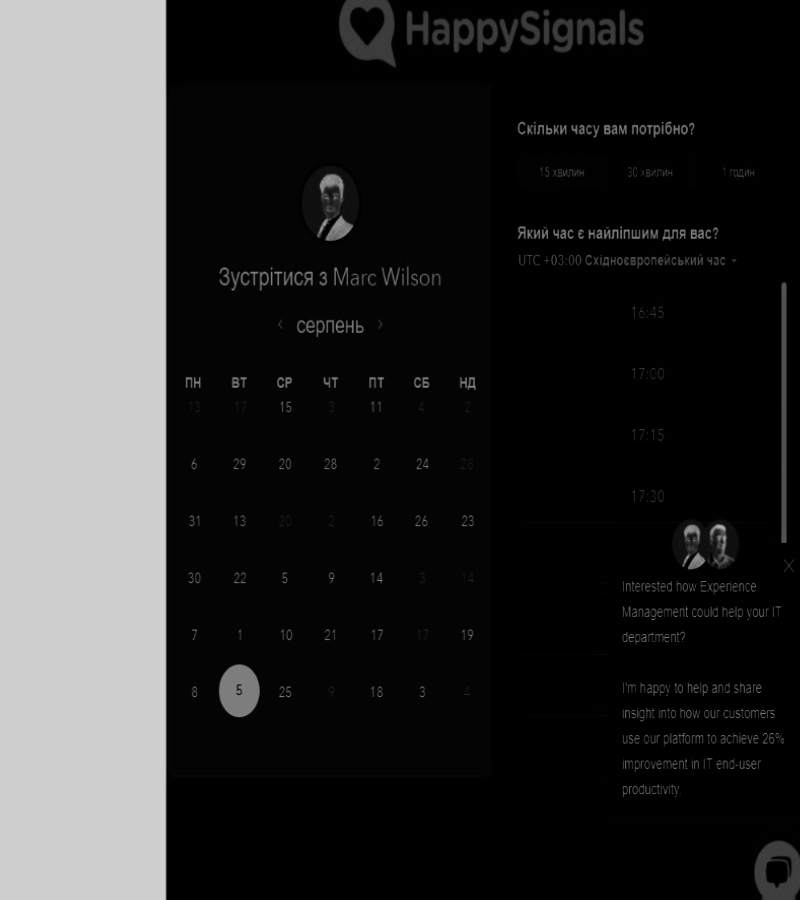 HappySignals
Зустрітися з Marc Wilson
серпень
ПН ВТ СР ЧТ ПТ СБ НД
13 17 15 3 11 4 2
6 29 20 28 2 24 28
31 13 20 2 16 26 23
30 22 5 9 14 3 14
7 1 10 21 17 17 19
8 5 25 9 18 3 4
Скільки часу вам потрібно?
15 хвилин 30 хвилин 1 годин
Який час є найліпшим для вас?
UTC +03:00 Східноєвропейський час
16:45
17:00
17:15
17:30
Interested how Experience
Management could help your IT
department?
I'm happy to help and share
insight into how our customers
use our platform to achieve 26%
improvement in IT end-user
productivity.